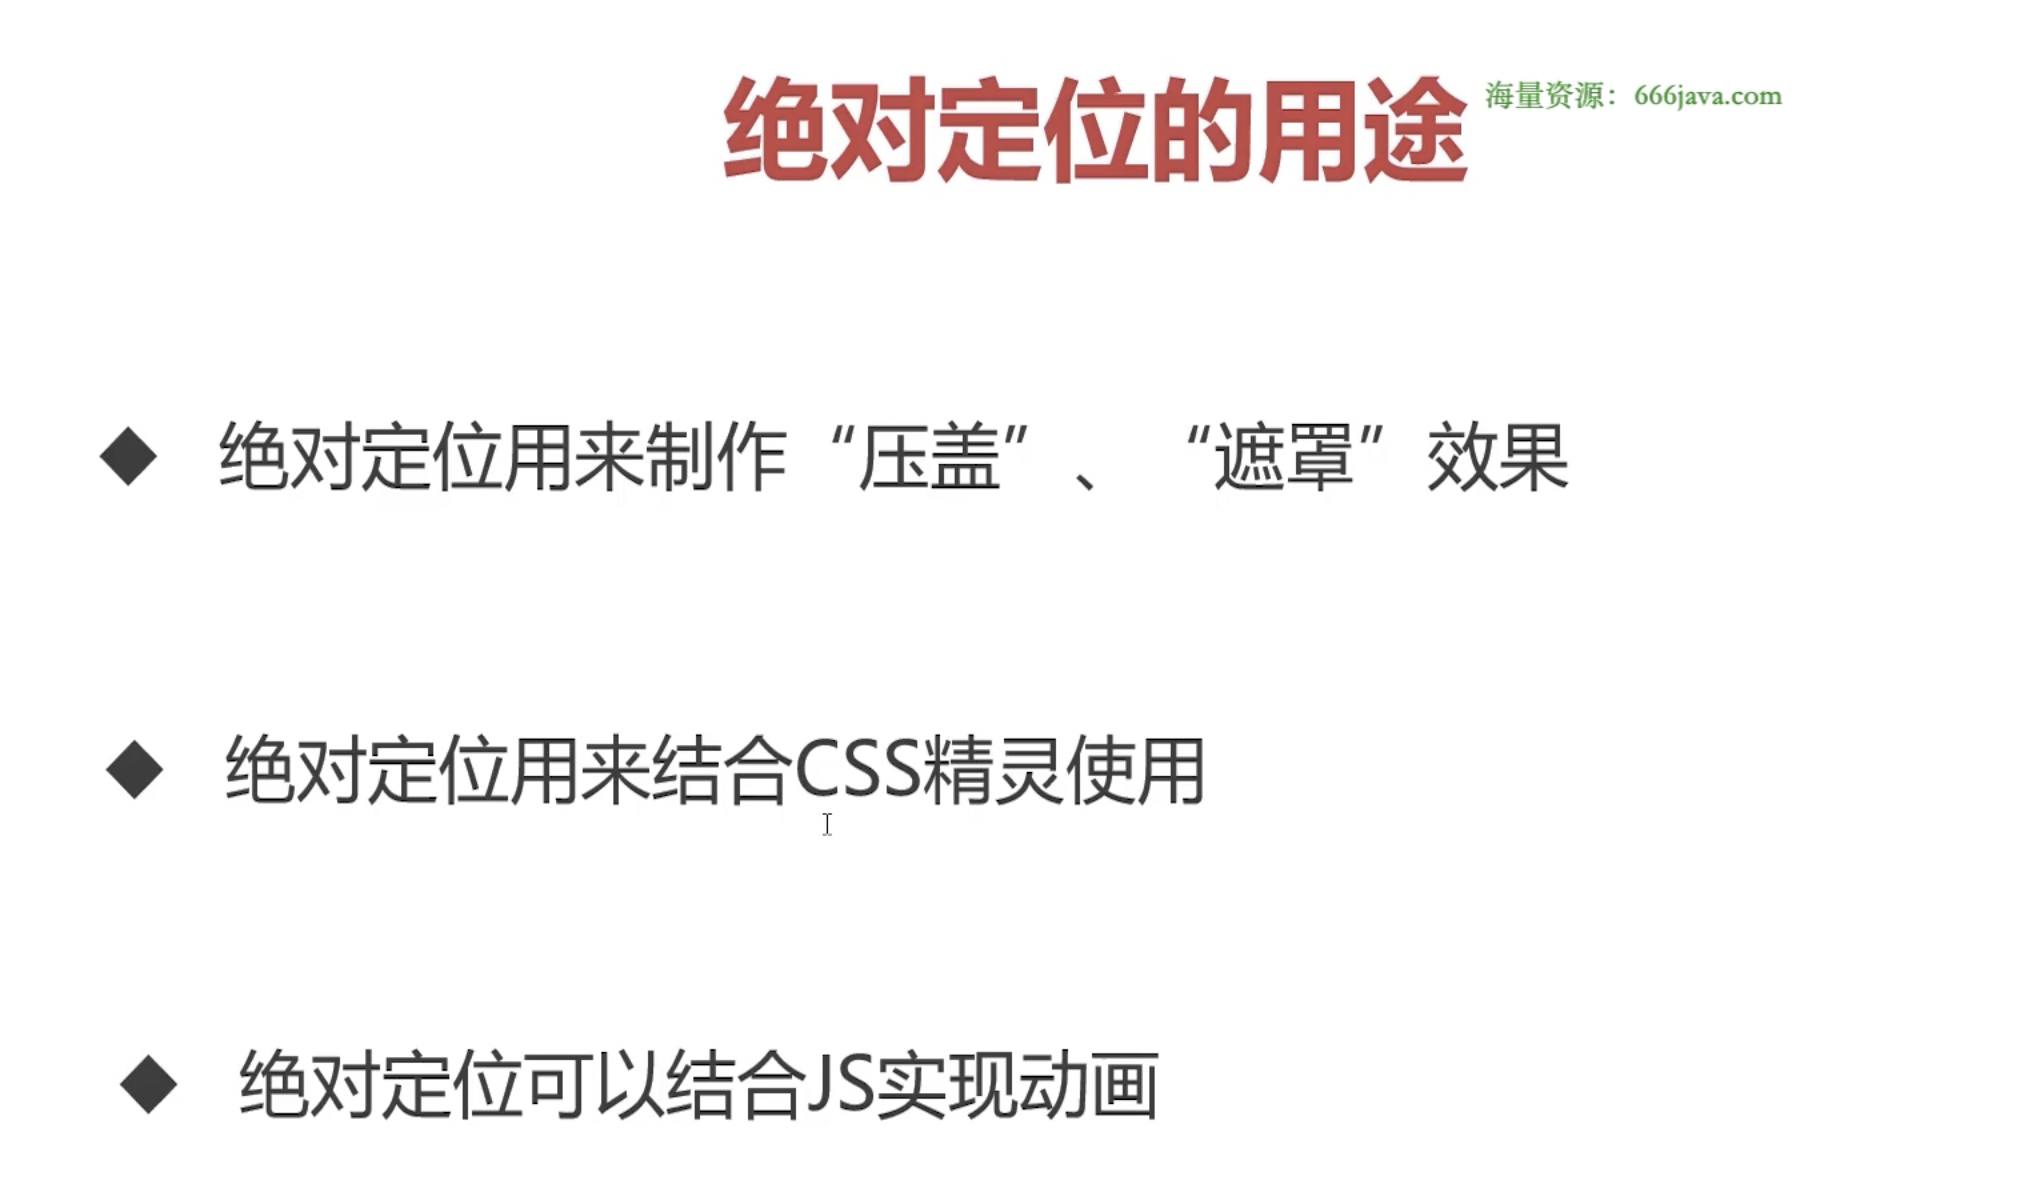 绝对定位的用途
海量资源：666java.com
◆ 绝对定位用来制作“压盖”、“遮罩”效果
◆ 绝对定位用来结合CSS精灵使用
◆ 绝对定位可以结合JS实现动画